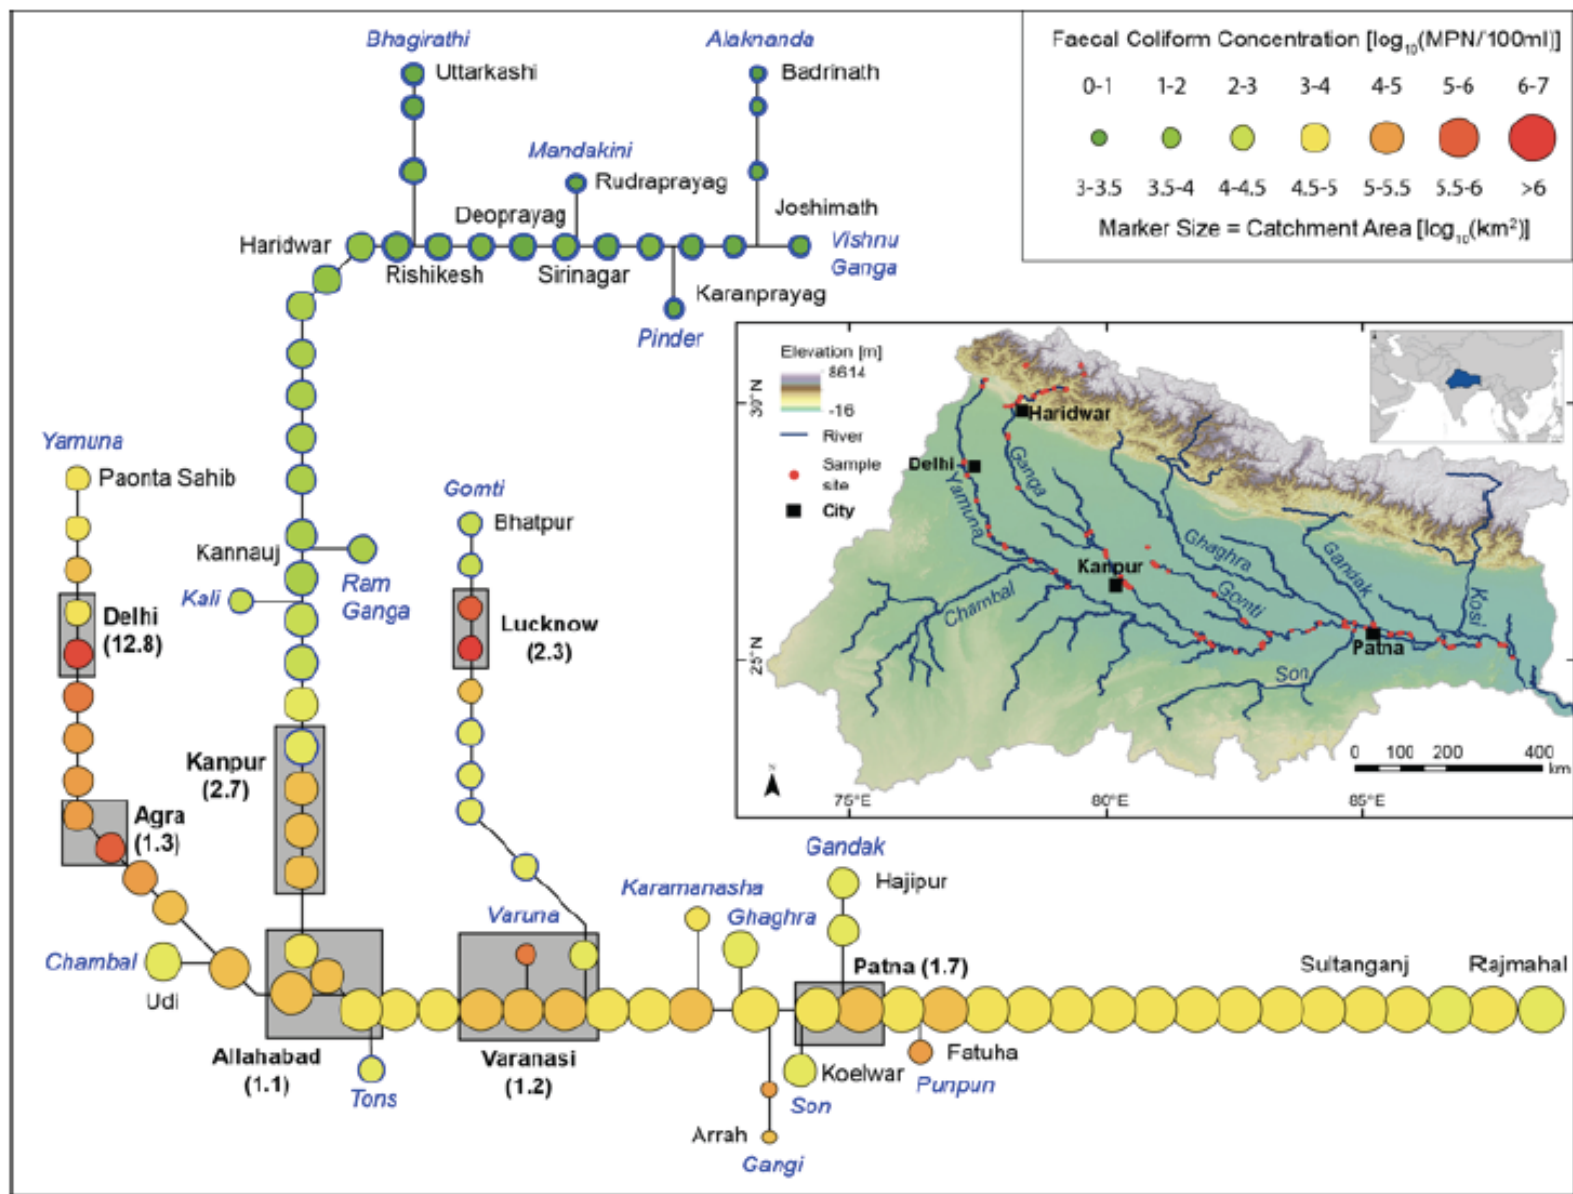 Bhagirathi
Alaknanda
Faecal Coliform Concentration [log₁₀(MPN/100ml)]
0-1 1-2 2-3 3-4 4-5 5-6 6-7
3-3.5 3.5-4 4-4.5 4.5-5 5-5.5 5.5-6 >6
Marker Size = Catchment Area [log₁₀(km²)]
Uttarkashi
Badrinath
Mandakini
Rudraprayag
Deoprayag
Joshimath
Haridwar
Rishikesh
Sirinagar
Vishnu
Ganga
Karanprayag
Pinder
Elevation [m]
8614
-16
River
Sample
site
City
30°N
25°N
Haridwar
Delhi
Ganga
Yamuna
Kanpur
Ghaghra
Gandak
Kosi
Chambal
Gomti
Patna
Son
N
0 100 200 400
km
75°E 80°E 85°E
Yamuna
Paonta Sahib
Gomti
Bhatpur
Kannauj
Ram
Ganga
Kali
Delhi
(12.8)
Lucknow
(2.3)
Kanpur
(2.7)
Agra
(1.3)
Gandak
Hajipur
Karamanasha
Ghaghra
Varuna
Chambal
Udi
Patna (1.7)
Sultanganj
Rajmahal
Allahabad
(1.1)
Tons
Varanasi
(1.2)
Koelwar
Son
Fatuha
Punpun
Arrah
Gangi